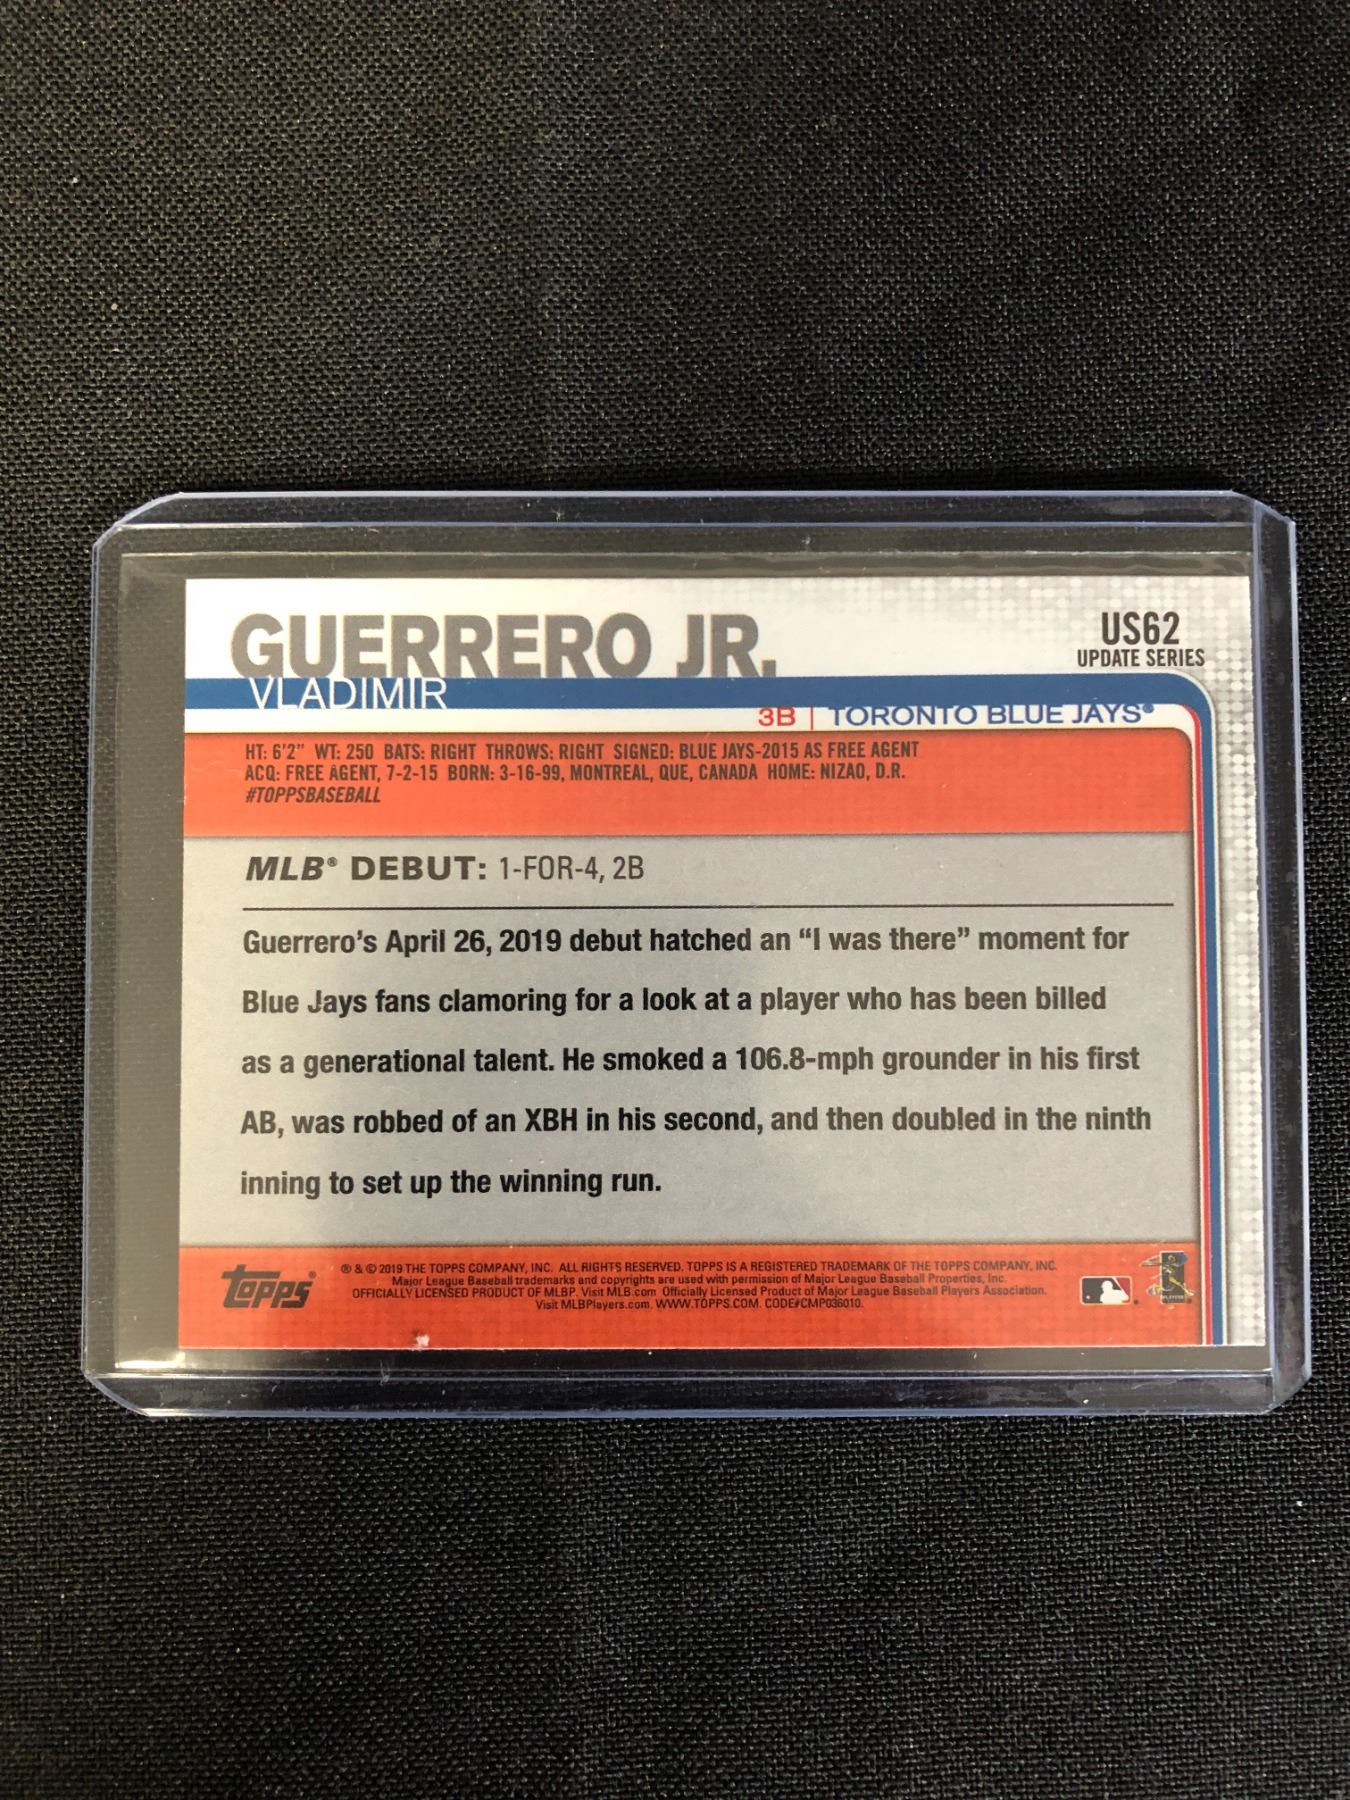 GUERRERO JR.
VLADIMIR
US62
UPDATE SERIES
3B | TORONTO BLUE JAYS®
HT: 6'2" WT: 250 BATS: RIGHT THROWS: RIGHT SIGNED: BLUE JAYS-2015 AS FREE AGENT
ACQ: FREE AGENT, 7-2-15 BORN: 3-16-99, MONTREAL, QUE, CANADA HOME: NIZAO, D.R.
#TOPPSBASEBALL
MLB® DEBUT: 1-FOR-4, 2B
Guerrero's April 26, 2019 debut hatched an “I was there” moment for
Blue Jays fans clamoring for a look at a player who has been billed
as a generational talent. He smoked a 106.8-mph grounder in his first
AB, was robbed of an XBH in his second, and then doubled in the ninth
inning to set up the winning run.
Topps®
® & © 2019 THE TOPPS COMPANY, INC. ALL RIGHTS RESERVED. TOPPS IS A REGISTERED TRADEMARK OF THE TOPPS COMPANY, INC.
Major League Baseball trademarks and copyrights are used with permission of Major League Baseball Properties, Inc.
OFFICIALLY LICENSED PRODUCT OF MLBP. Visit MLB.com Officially Licensed Product of Major League Baseball Players Association.
Visit MLBPlayers.com. WWW.TOPPS.COM. CODE#CMP036010.